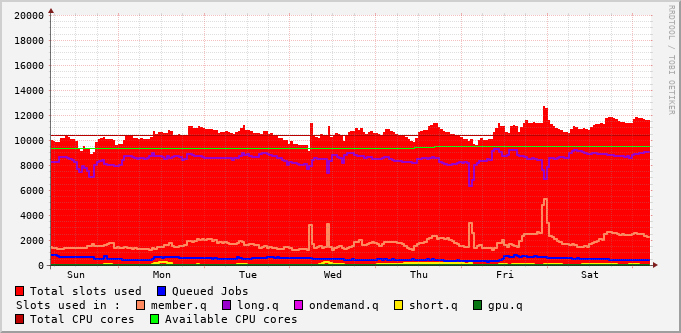 RRDTOOL / TOBI OETIKER
20000
18000
16000
14000
12000
10000
8000
6000
4000
2000
0
Sun Mon Tue Wed Thu Fri Sat
Total slots used Queued Jobs
Slots used in : member.q long.q ondemand.q short.q gpu.q
Total CPU cores Available CPU cores